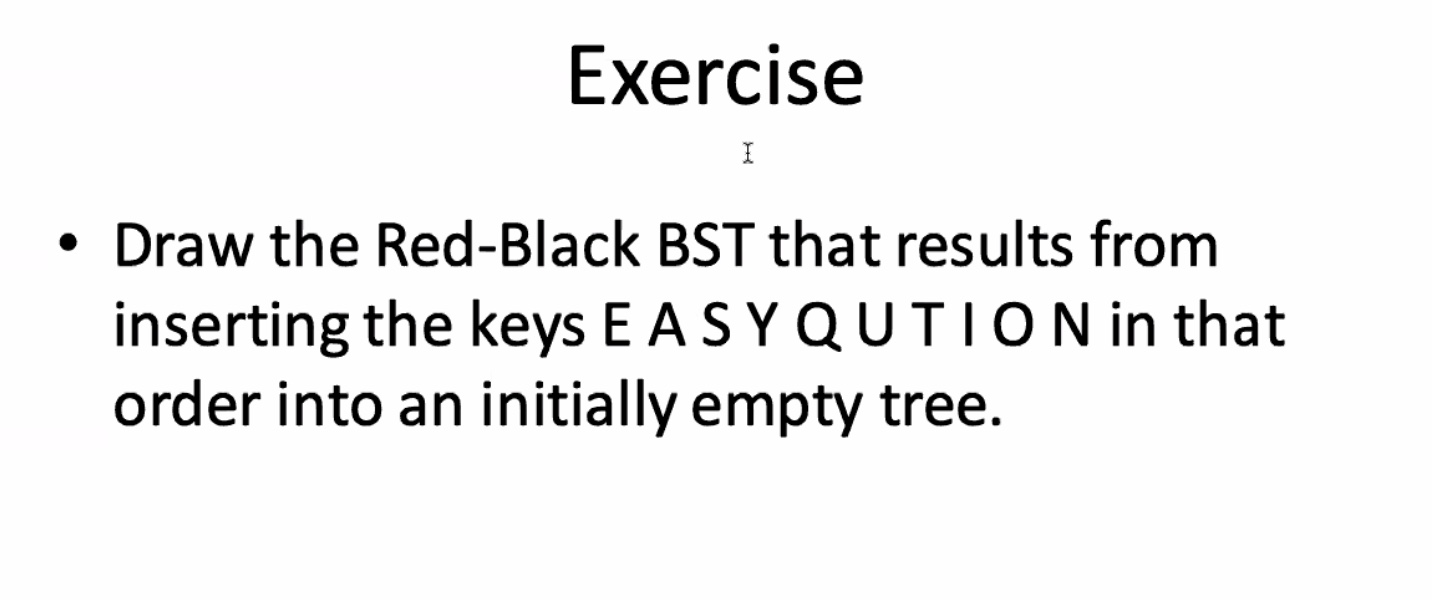 Exercise
• Draw the Red-Black BST that results from
inserting the keys E A S Y Q U T I O N in that
order into an initially empty tree.